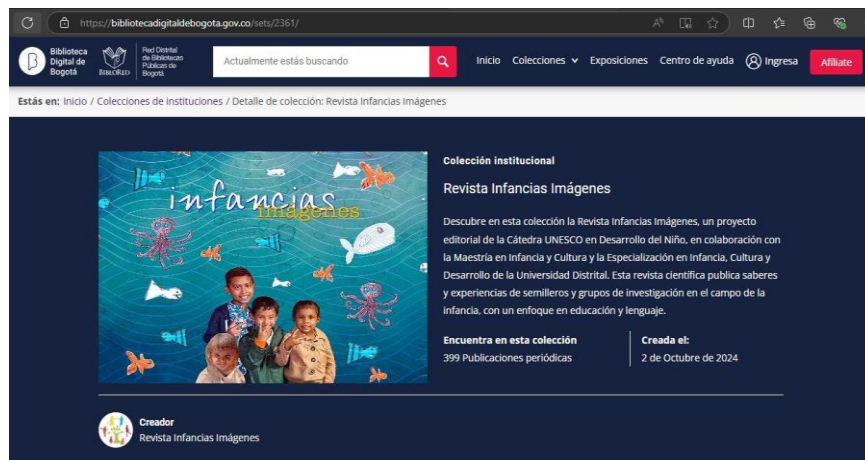 https://bibliotecadigitaldebogota.gov.co/sets/2361/
Biblioteca
Digital de
Bogotá
BIBLORED
Red Distrital
de Bibliotecas
Públicas de
Bogotá
Actualmente estás buscando
Inicio Colecciones Exposiciones Centro de ayuda Ingresa Afíliate
Estás en: Inicio / Colecciones de instituciones / Detalle de colección: Revista Infancias Imágenes
infancias
imágenes
Colección institucional
Revista Infancias Imágenes
Descubre en esta colección la Revista Infancias Imágenes, un proyecto
editorial de la Cátedra UNESCO en Desarrollo del Niño, en colaboración con
la Maestría en Infancia y Cultura y la Especialización en Infancia, Cultura y
Desarrollo de la Universidad Distrital. Esta revista científica publica saberes
y experiencias de semilleros y grupos de investigación en el campo de la
infancia, con un enfoque en educación y lenguaje.
Encuentra en esta colección
399 Publicaciones periódicas
Creada el:
2 de Octubre de 2024
Creador
Revista Infancias Imágenes